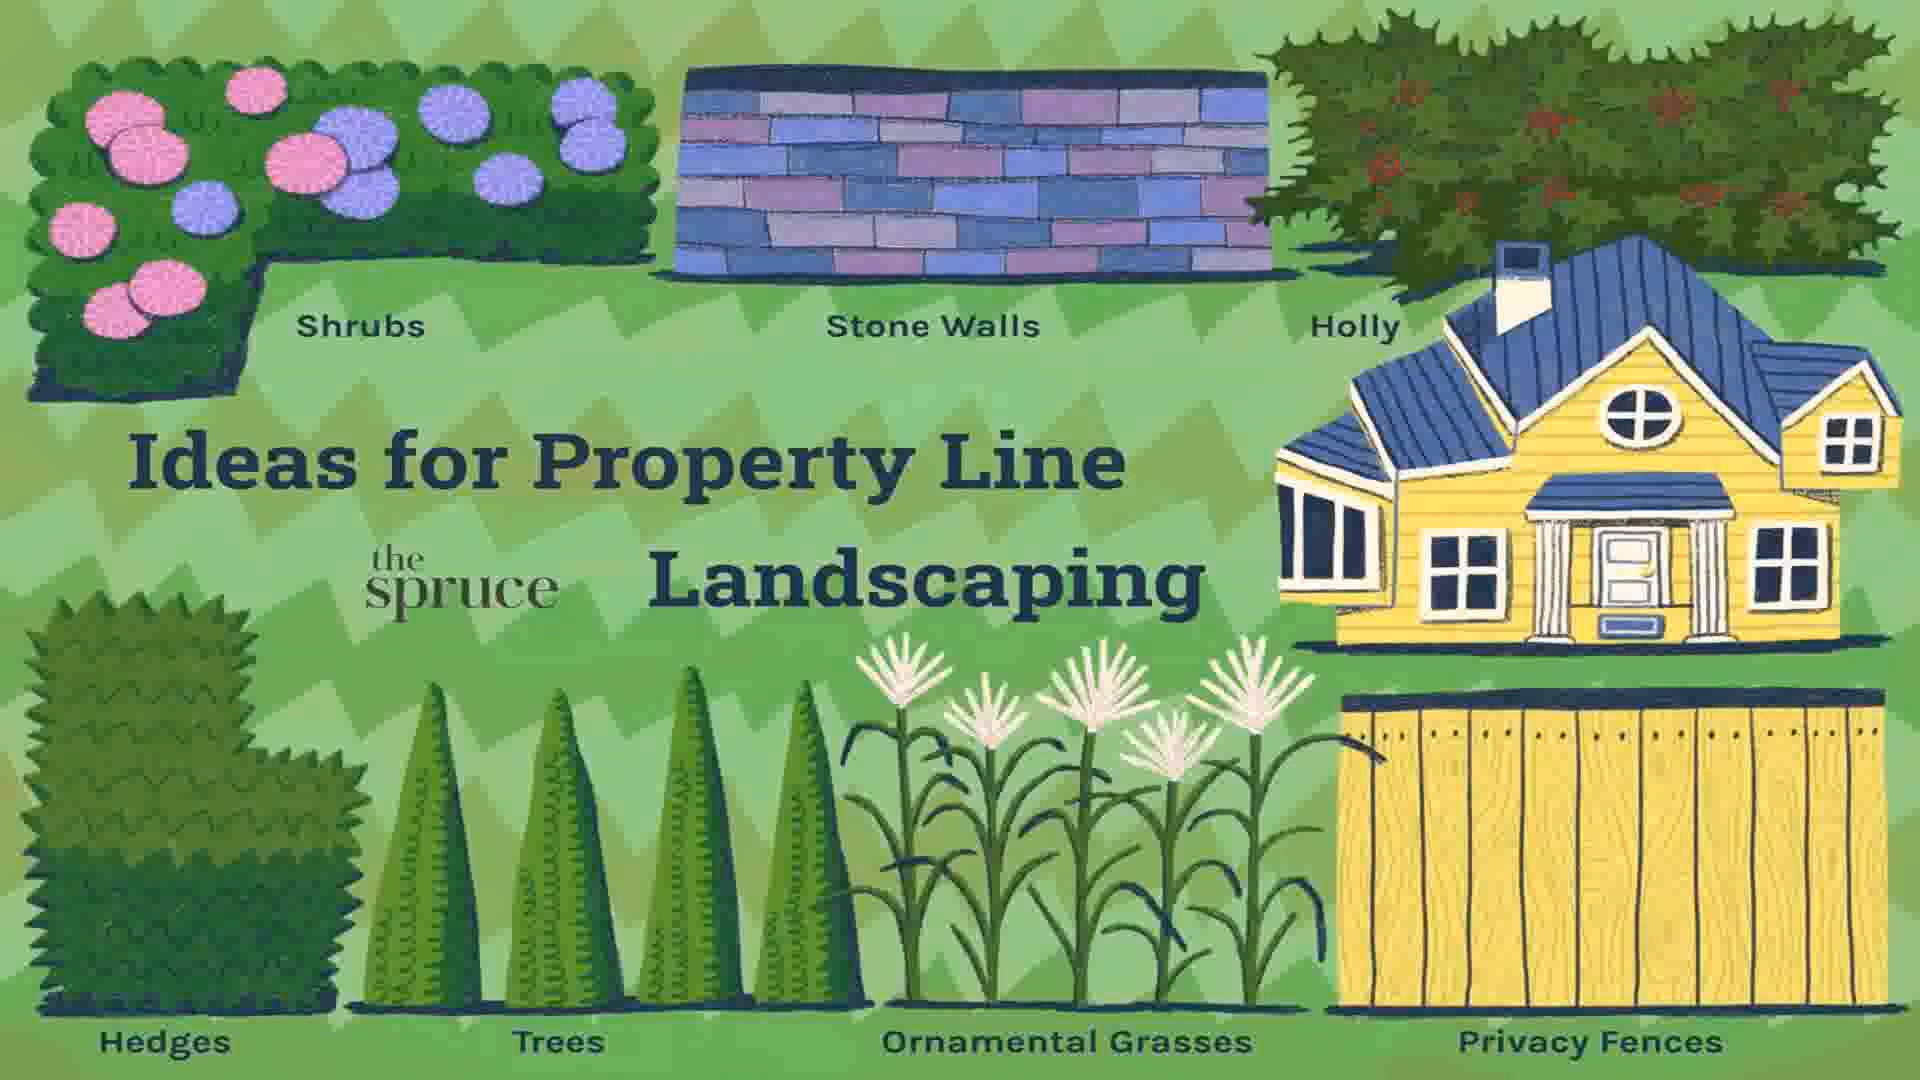 Shrubs
Stone Walls
Holly
Ideas for Property Line
the
spruce
Landscaping
Hedges
Trees
Ornamental Grasses
Privacy Fences